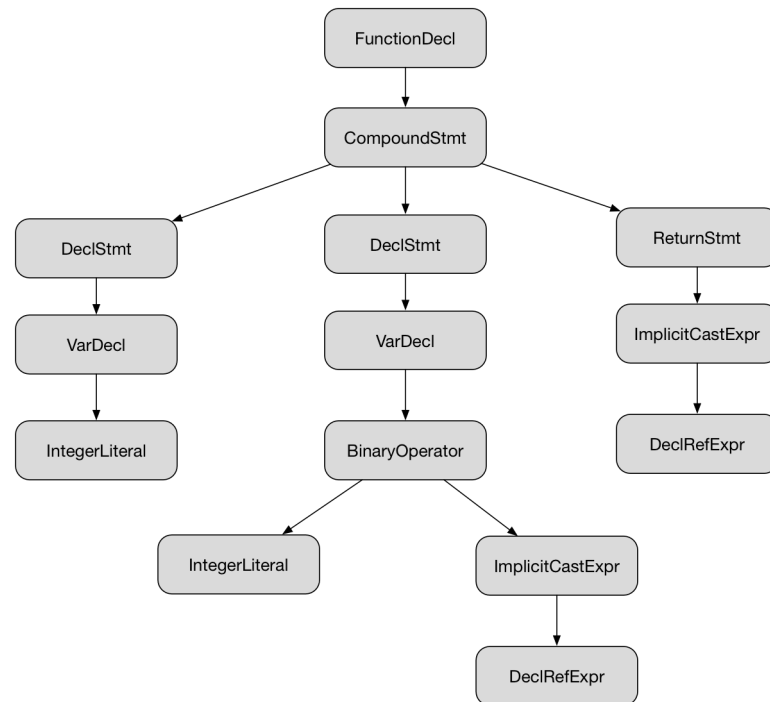 FunctionDecl
CompoundStmt
DeclStmt
DeclStmt
ReturnStmt
VarDecl
VarDecl
ImplicitCastExpr
IntegerLiteral
BinaryOperator
DeclRefExpr
IntegerLiteral
ImplicitCastExpr
DeclRefExpr